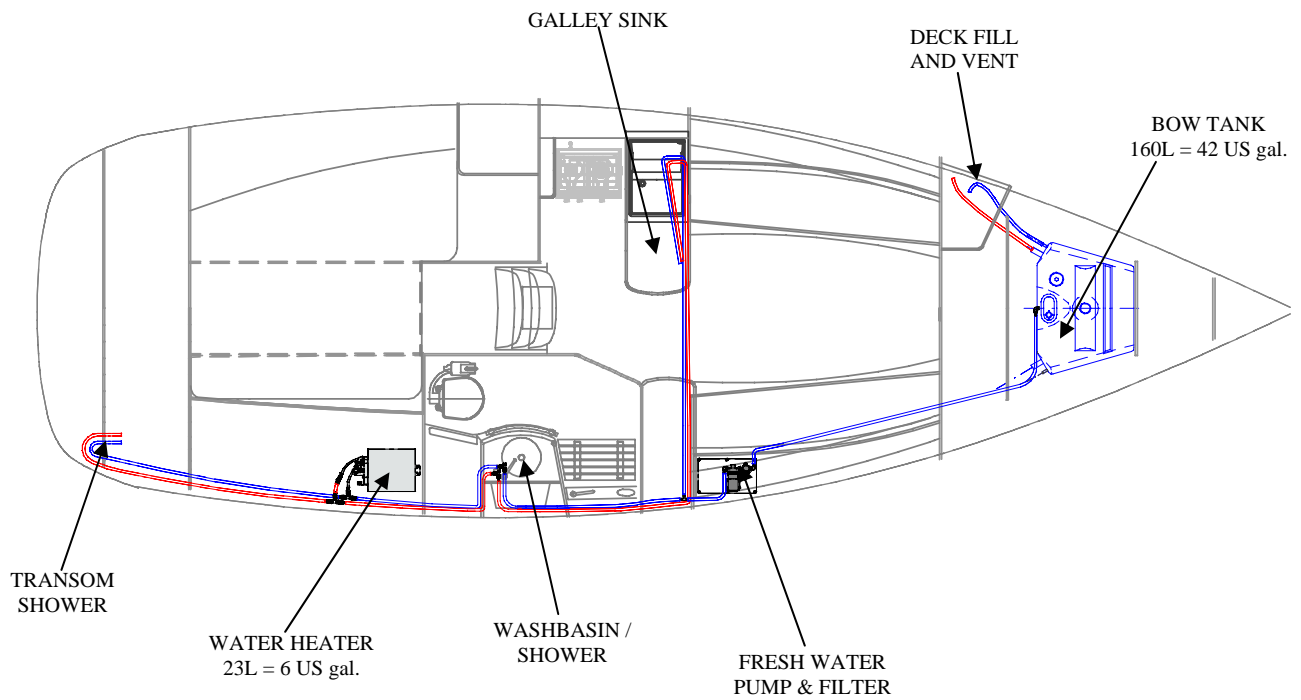 GALLEY SINK
DECK FILL
AND VENT
BOW TANK
160L = 42 US gal.
TRANSOM
SHOWER
WATER HEATER
23L = 6 US gal.
WASHBASIN /
SHOWER
FRESH WATER
PUMP & FILTER